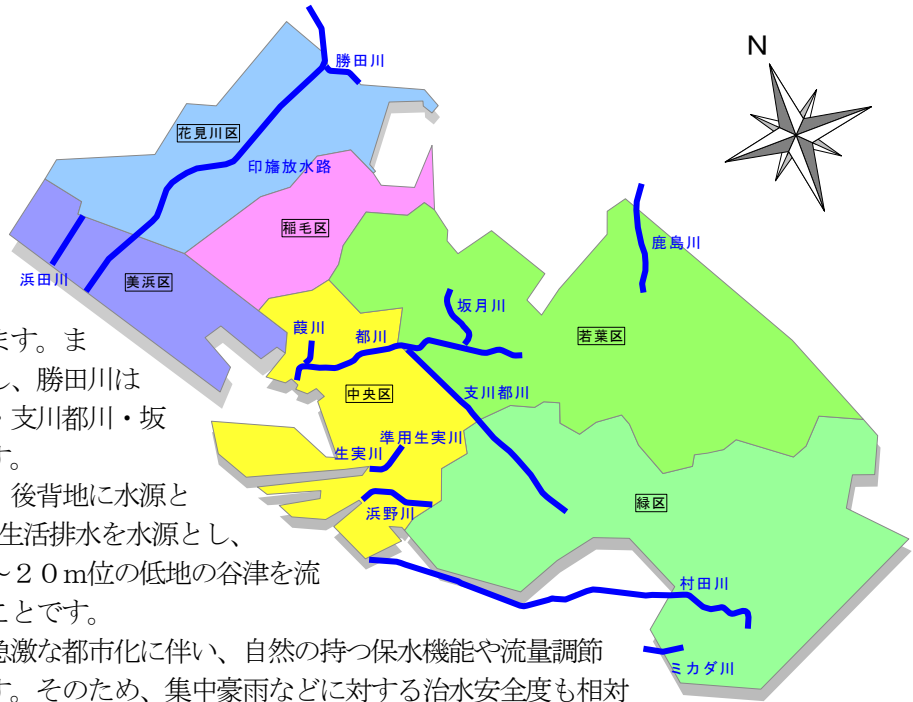 N
勝田川
花見川区
印旛放水路
稲毛区
鹿島川
浜田川
美浜区
坂月川
葭川
都川
若葉区
中央区
支川都川
準用生実川
生実川
浜野川
緑区
村田川
ミカダ川
ます。ま
し、勝田川は
・支川都川・坂
す。
後背地に水源と
生活排水を水源とし、
～２０ｍ位の低地の谷津を流
ことです。
急激な都市化に伴い、自然の持つ保水機能や流量調節
す。そのため、集中豪雨などに対する治水安全度も相対